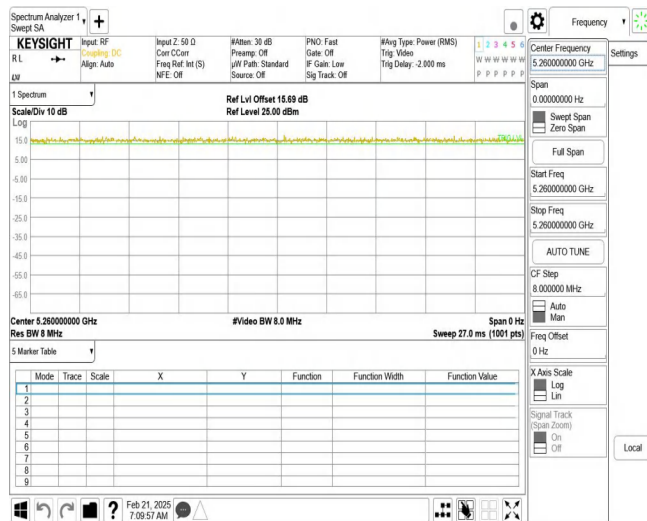 Spectrum Analyzer 1
Swept SA
Frequency
KEYSIGHT
Input: RF
Input Z: 50 Ω
#Atten: 30 dB
PNO: Fast
#Avg Type: Power (RMS)
1 2 3 4 5 6
R L
Coupling: DC
Corr CCorr
Preamp: Off
Gate: Off
Trig: Video
W W W W W W
Align: Auto
Freq Ref: Int (S)
µW Path: Standard
IF Gain: Low
Trig Delay: -2.000 ms
NFE: Off
Source: Off
Sig Track: Off
P P P P P P
LXI
1 Spectrum
Ref Lvl Offset 15.69 dB
Scale/Div 10 dB
Ref Level 25.00 dBm
Log
15.0
TRIG LVL
5.00
-5.00
-15.0
-25.0
-35.0
-45.0
-55.0
-65.0
Center 5.260000000 GHz
#Video BW 8.0 MHz
Span 0 Hz
Res BW 8 MHz
Sweep 27.0 ms (1001 pts)
5 Marker Table
Mode Trace Scale X Y Function Function Width Function Value
1
2
3
4
5
6
7
8
9
Feb 21, 2025
7:09:57 AM
Center Frequency
5.260000000 GHz
Settings
Span
0.00000000 Hz
Swept Span
Zero Span
Full Span
Start Freq
5.260000000 GHz
Stop Freq
5.260000000 GHz
AUTO TUNE
CF Step
8.000000 MHz
Auto
Man
Freq Offset
0 Hz
X Axis Scale
Log
Lin
Signal Track
(Span Zoom)
On
Off
Local